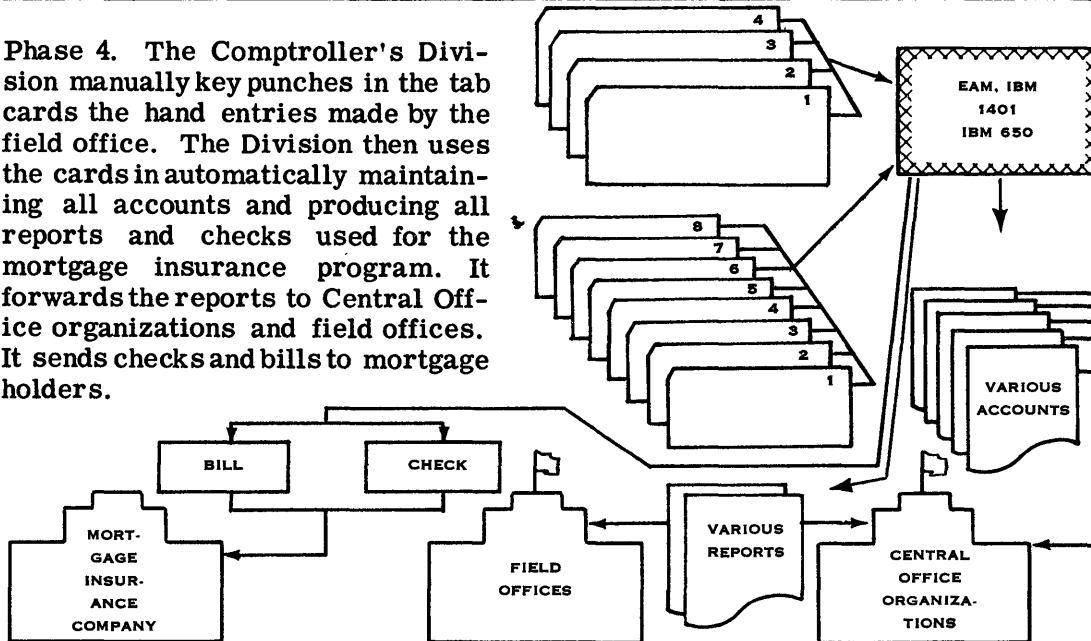 Phase 4. The Comptroller's Divi-
sion manually key punches in the tab
cards the hand entries made by the
field office. The Division then uses
the cards in automatically maintain-
ing all accounts and producing all
reports and checks used for the
mortgage insurance program. It
forwards the reports to Central Off-
ice organizations and field offices.
It sends checks and bills to mortgage
holders.
4
3
2
1
EAM, IBM
1401
IBM 650
8
7
6
5
4
3
2
1
VARIOUS
ACCOUNTS
BILL
CHECK
MORT-
GAGE
INSUR-
ANCE
COMPANY
FIELD
OFFICES
VARIOUS
REPORTS
CENTRAL
OFFICE
ORGANIZA-
TIONS